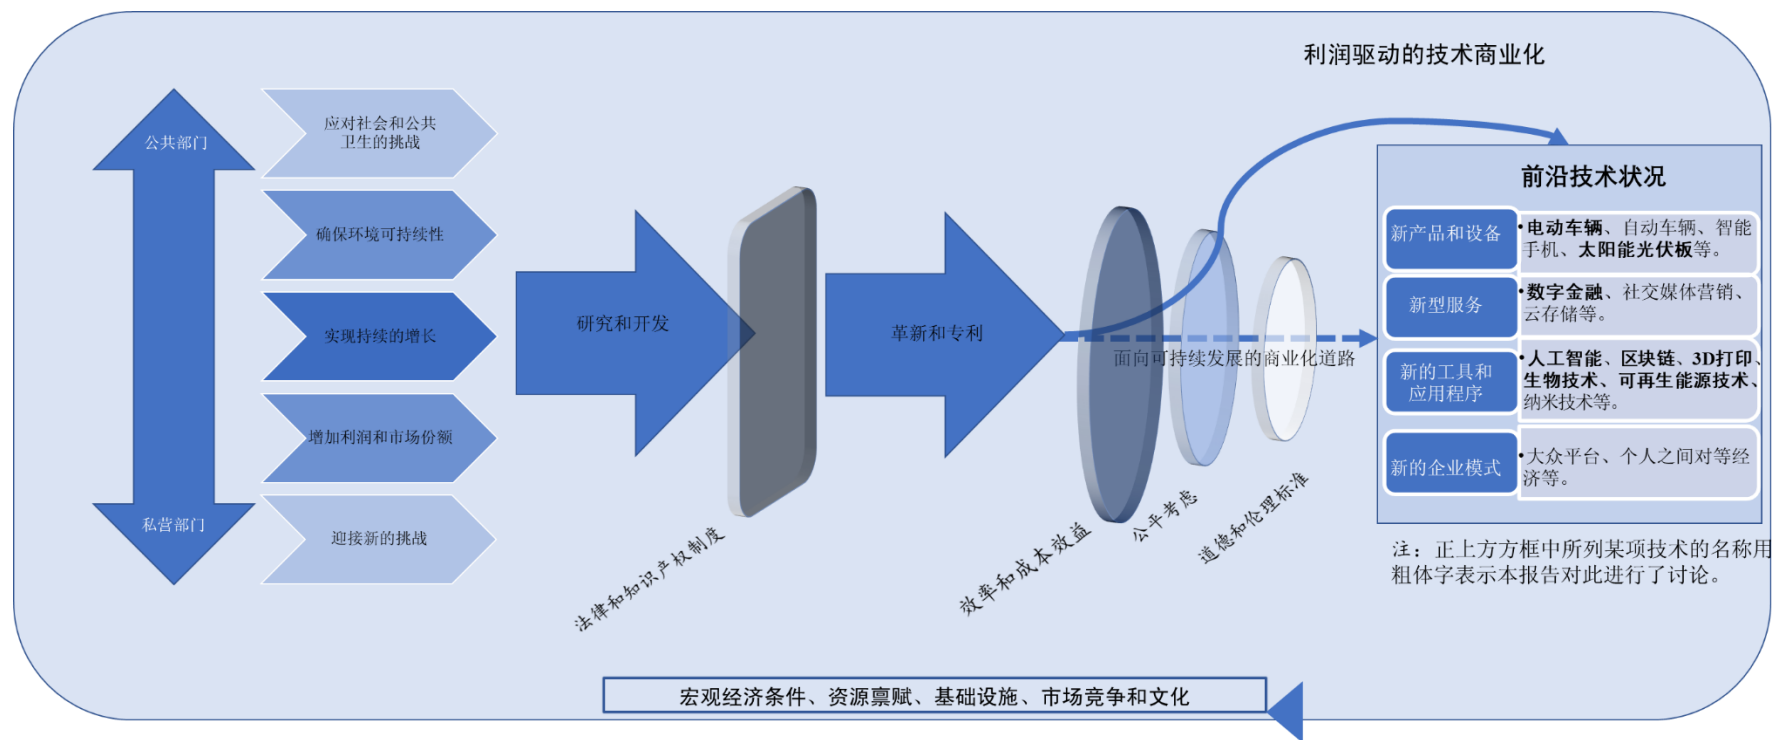 利润驱动的技术商业化
公共部门
私营部门
应对社会和公共
卫生的挑战
确保环境可持续性
实现持续的增长
增加利润和市场份额
迎接新的挑战
研究和开发
法律和知识产权制度
革新和专利
面向可持续发展的商业化道路
效率和成本效益
公平考虑
道德和伦理标准
前沿技术状况
新产品和设备
•电动车辆、自动车辆、智能
手机、太阳能光伏板等。
新型服务
•数字金融、社交媒体营销、
云存储等。
新的工具和
应用程序
•人工智能、区块链、3D打印、
生物技术、可再生能源技术、
纳米技术等。
新的企业模式
•大众平台、个人之间对等经
济等。
注：正上方方框中所列某项技术的名称用
粗体字表示本报告对此进行了讨论。
宏观经济条件、资源禀赋、基础设施、市场竞争和文化